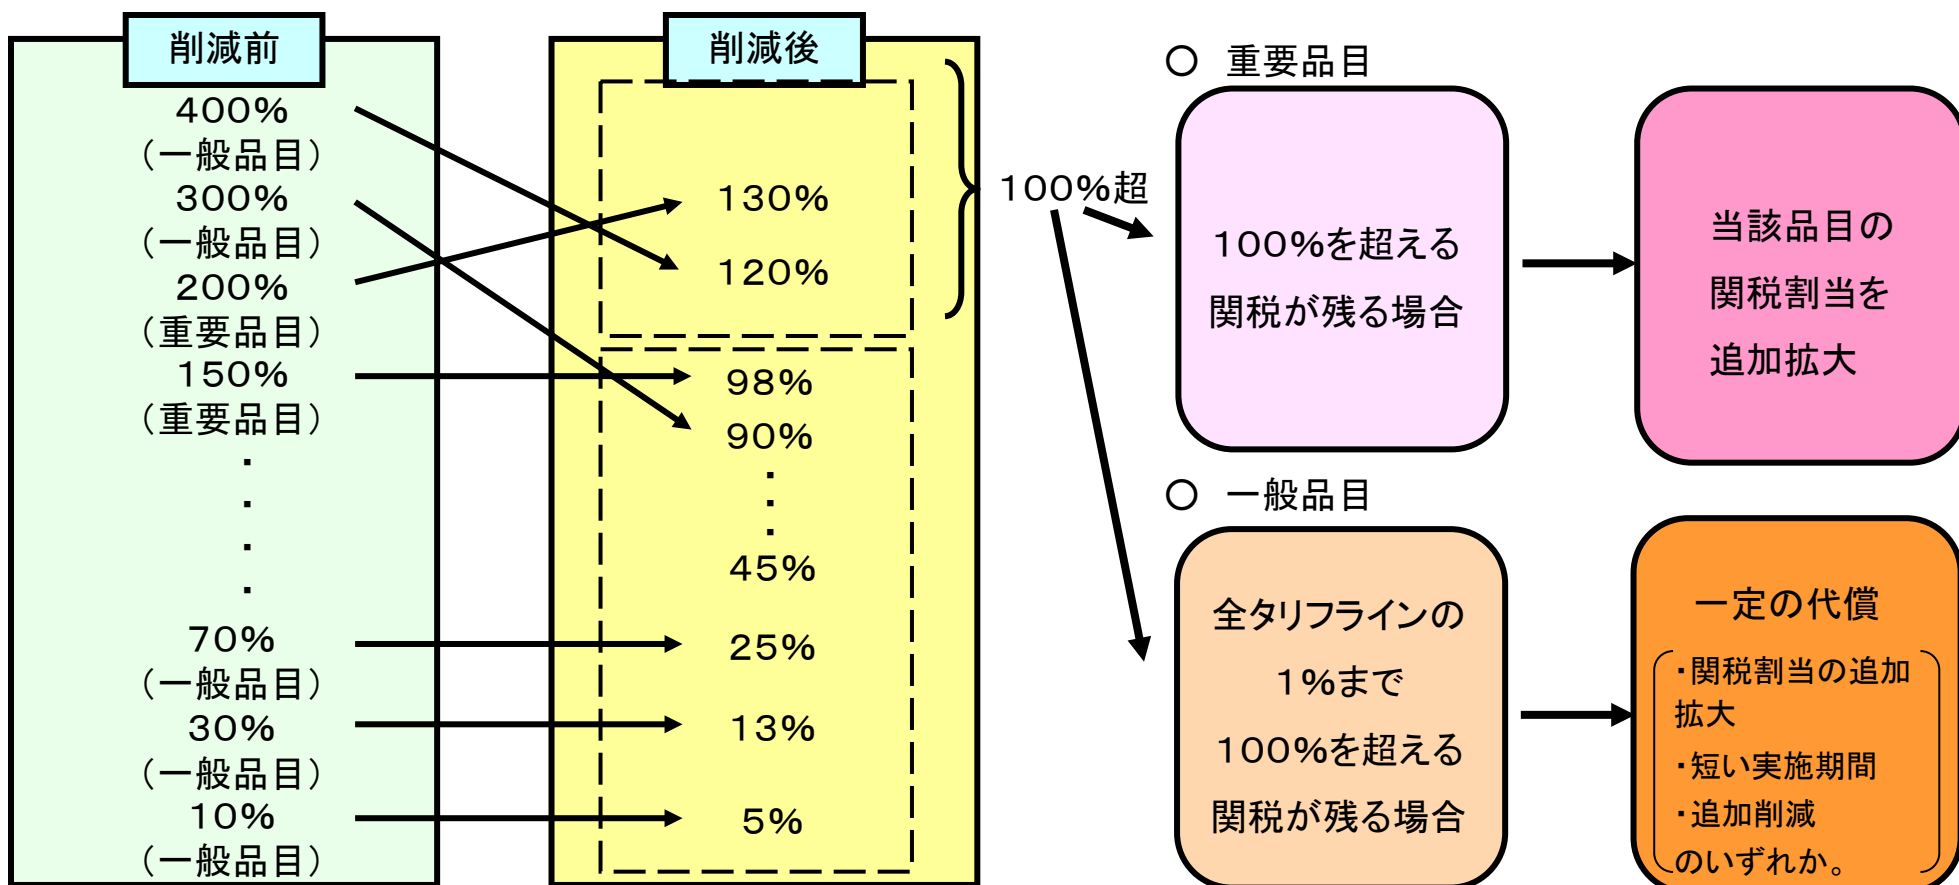 削減前
400%
(一般品目)
300%
(一般品目)
200%
(重要品目)
150%
(重要品目)
・
・
・
・
70%
(一般品目)
30%
(一般品目)
10%
(一般品目)
削減後
130%
120%
98%
90%
・
・
・
45%
25%
13%
5%
100%超
○ 重要品目
100%を超える
関税が残る場合
当該品目の
関税割当を
追加拡大
○ 一般品目
全タリフラインの
1%まで
100%を超える
関税が残る場合
一定の代償
・関税割当の追加
拡大
・短い実施期間
・追加削減
のいずれか。